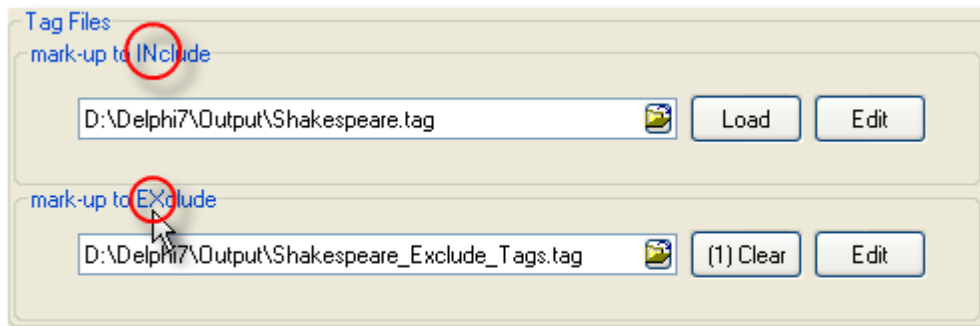 Tag Files
mark-up to INclude
D:\Delphi7\Output\Shakespeare.tag Load Edit
mark-up to EXclude
D:\Delphi7\Output\Shakespeare_Exclude_Tags.tag (1) Clear Edit